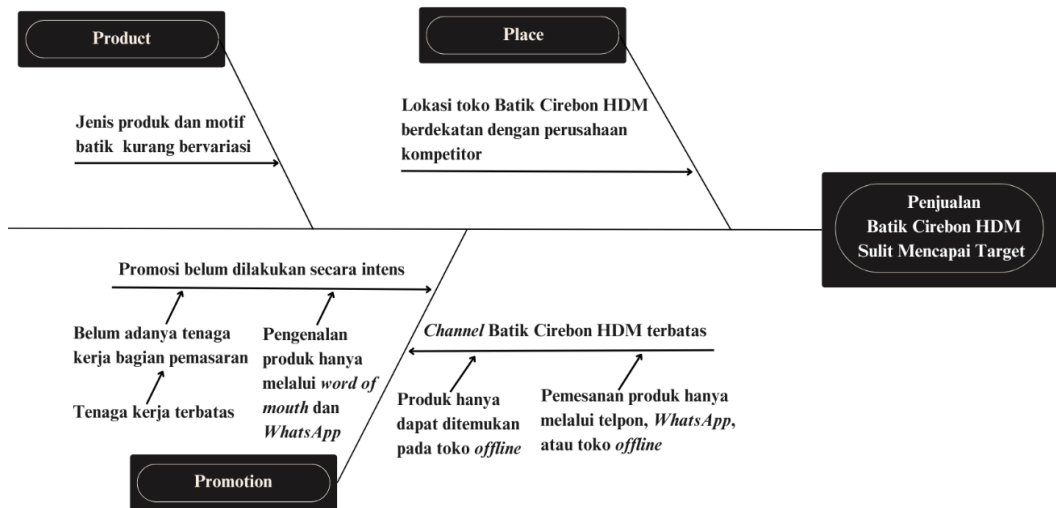 Product
Place
Jenis produk dan motif
batik kurang bervariasi
Lokasi toko Batik Cirebon HDM
berdekatan dengan perusahaan
kompetitor
Penjualan
Batik Cirebon HDM
Sulit Mencapai Target
Promosi belum dilakukan secara intens
Belum adanya tenaga
kerja bagian pemasaran
Tenaga kerja terbatas
Pengenalan
produk hanya
melalui word of
mouth dan
WhatsApp
Channel Batik Cirebon HDM terbatas
Produk hanya
dapat ditemukan
pada toko offline
Pemesanan produk hanya
melalui telpon, WhatsApp,
atau toko offline
Promotion